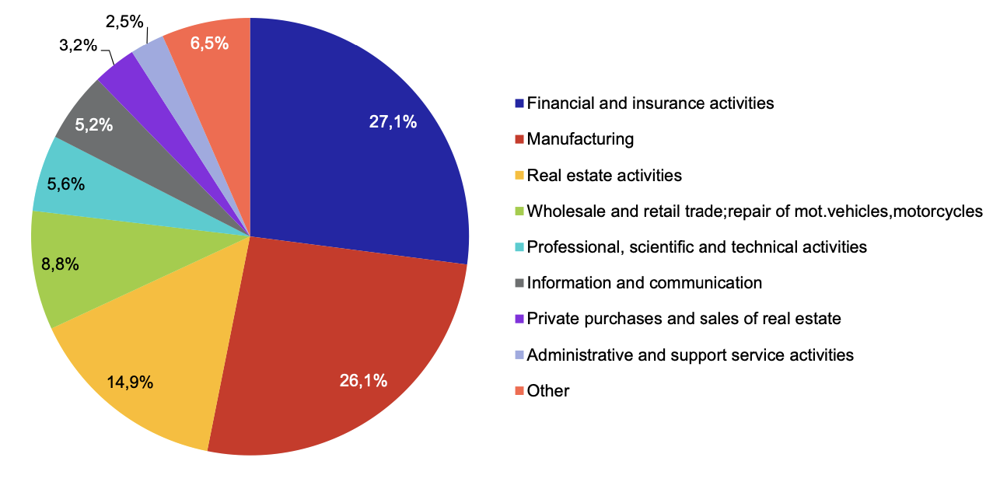 2,5%
6,5%
3,2%
27,1%
5,2%
5,6%
8,8%
14,9%
26,1%
Financial and insurance activities
Manufacturing
Real estate activities
Wholesale and retail trade;repair of mot.vehicles,motorcycles
Professional, scientific and technical activities
Information and communication
Private purchases and sales of real estate
Administrative and support service activities
Other